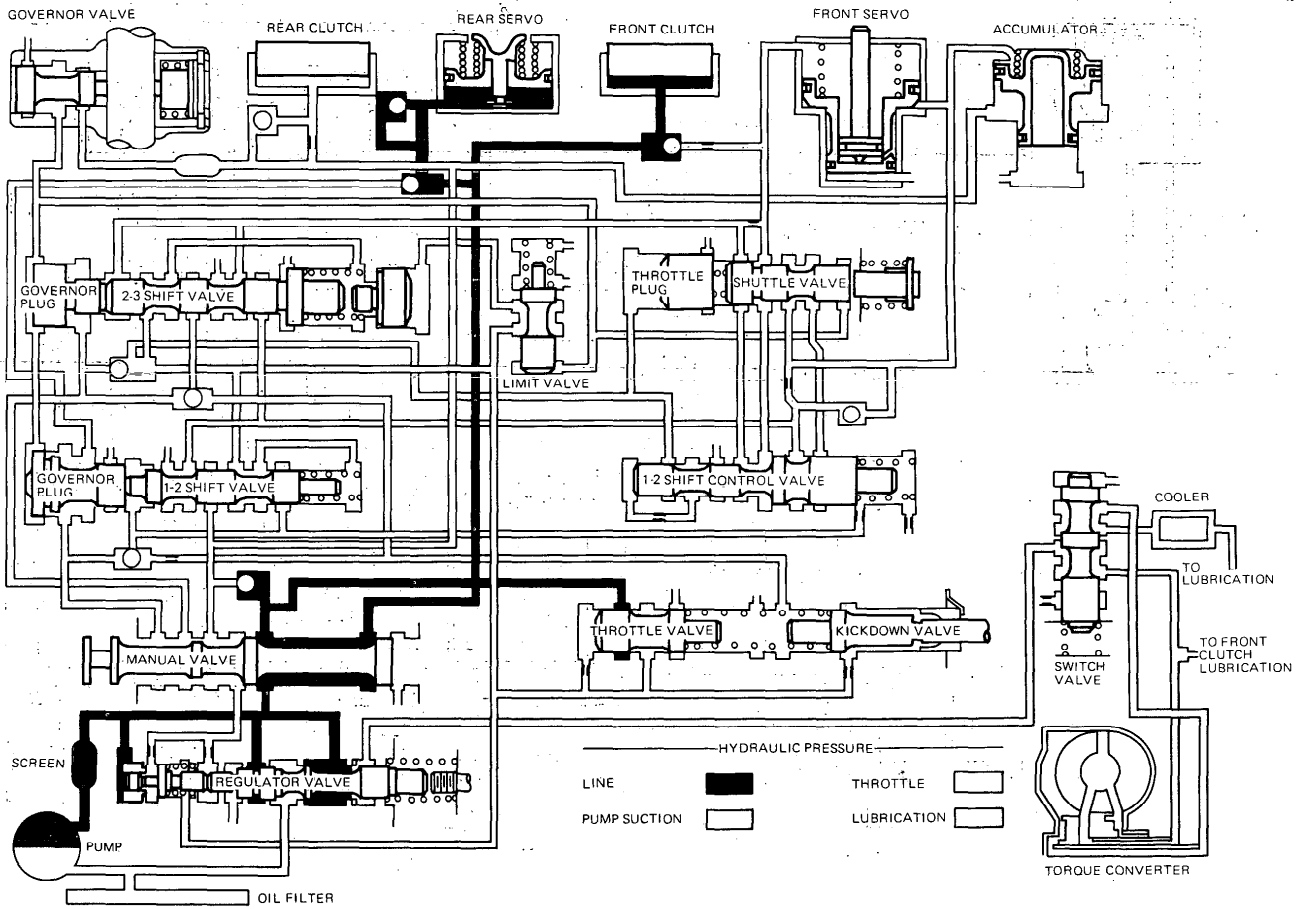 GOVERNOR VALVE
REAR CLUTCH
REAR SERVO
FRONT CLUTCH
FRONT SERVO
ACCUMULATOR
GOVERNOR
PLUG
2-3 SHIFT VALVE
THROTTLE
PLUG
SHUTTLE VALVE
LIMIT VALVE
GOVERNOR
PLUG
1-2 SHIFT VALVE
1-2 SHIFT CONTROL VALVE
COOLER
TO
LUBRICATION
THROTTLE VALVE
KICKDOWN VALVE
MANUAL VALVE
TO FRONT
CLUTCH
LUBRICATION
SWITCH
VALVE
SCREEN
REGULATOR VALVE
HYDRAULIC PRESSURE
LINE
THROTTLE
PUMP SUCTION
LUBRICATION
PUMP
TORQUE CONVERTER
OIL FILTER